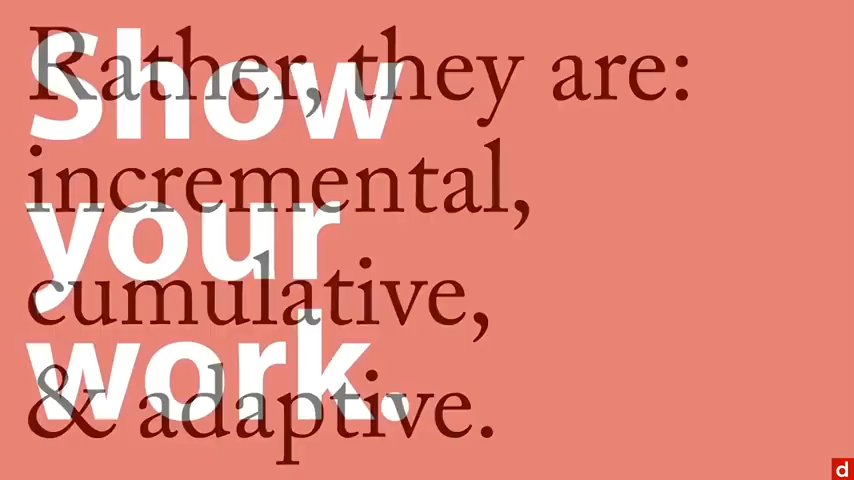 Rather, they are:
incremental,
cumulative,
& adaptive.
Show
your
work.
d